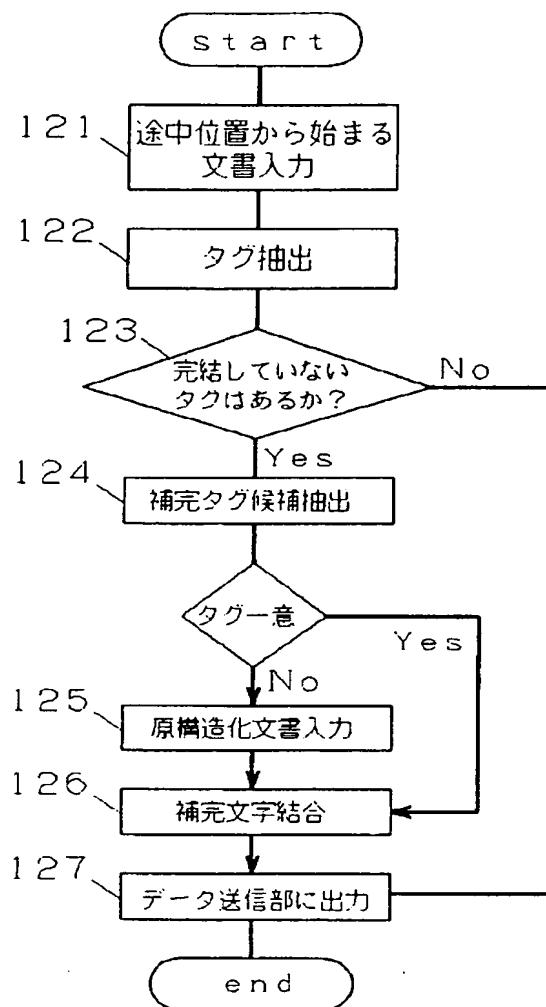 start
121
途中位置から始まる
文書入力
122
タグ抽出
123
完結していない
タグはあるか?
No
Yes
124
補完タグ候補抽出
タグ一意
Yes
No
125
原構造化文書入力
126
補完文字結合
127
データ送信部に出力
end